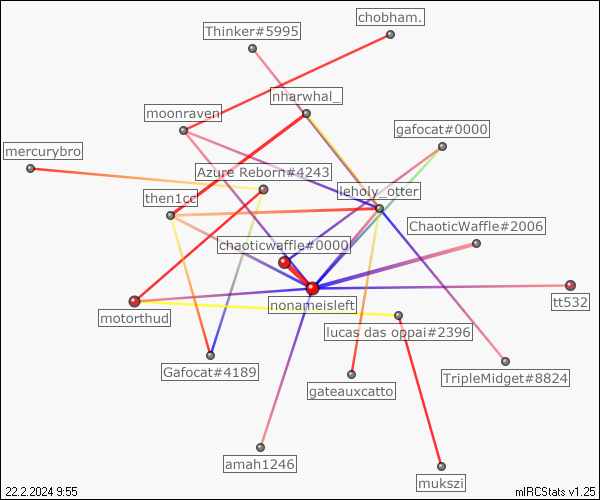 chobham.
Thinker#5995
nharwhal_
moonraven
gafocat#0000
mercurybro
Azure Reborn#4243
leholy_otter
then1cc
ChaoticWaffle#2006
chaoticwaffle#0000
nonameisleft
tt532
motorthud
lucas das oppai#2396
Gafocat#4189
TripleMidget#8824
gateauxcatto
amah1246
mukszi
22.2.2024 9:55
mIRCStats v1.25